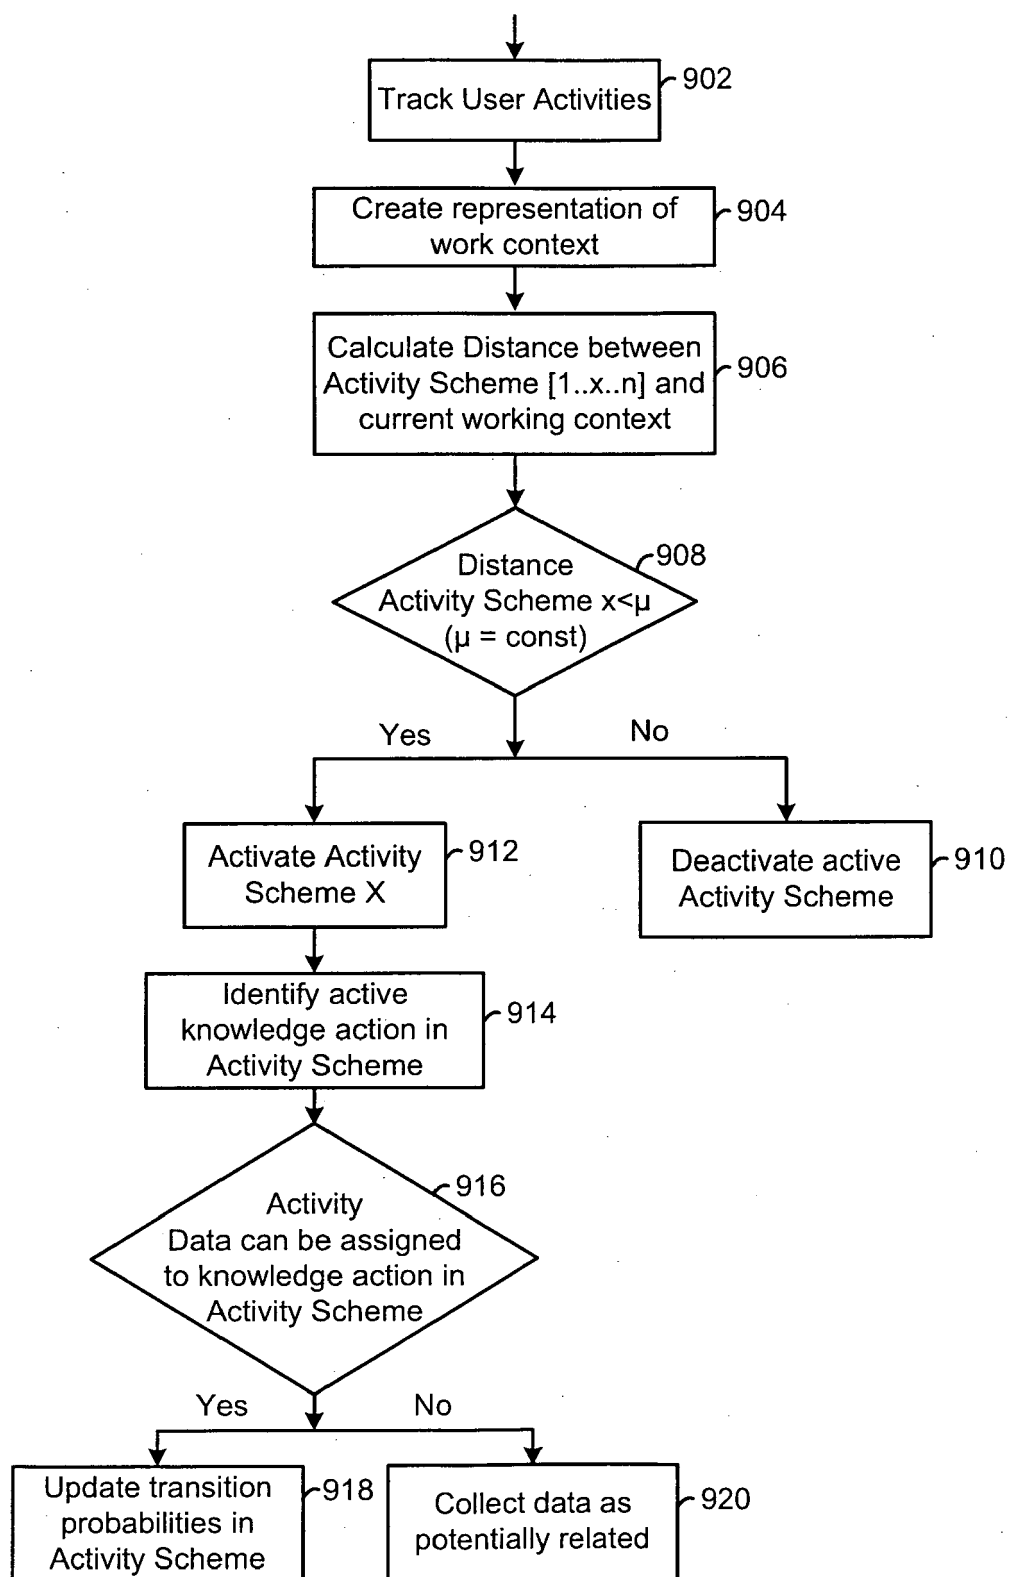 Track User Activities
902
Create representation of
work context
904
Calculate Distance between
Activity Scheme [1..x..n] and
current working context
906
Distance
Activity Scheme x<µ
(µ = const)
908
Yes
No
Activate Activity
Scheme X
912
Deactivate active
Activity Scheme
910
Identify active
knowledge action in
Activity Scheme
914
Activity
Data can be assigned
to knowledge action in
Activity Scheme
916
Yes
No
Update transition
probabilities in
Activity Scheme
918
Collect data as
potentially related
920